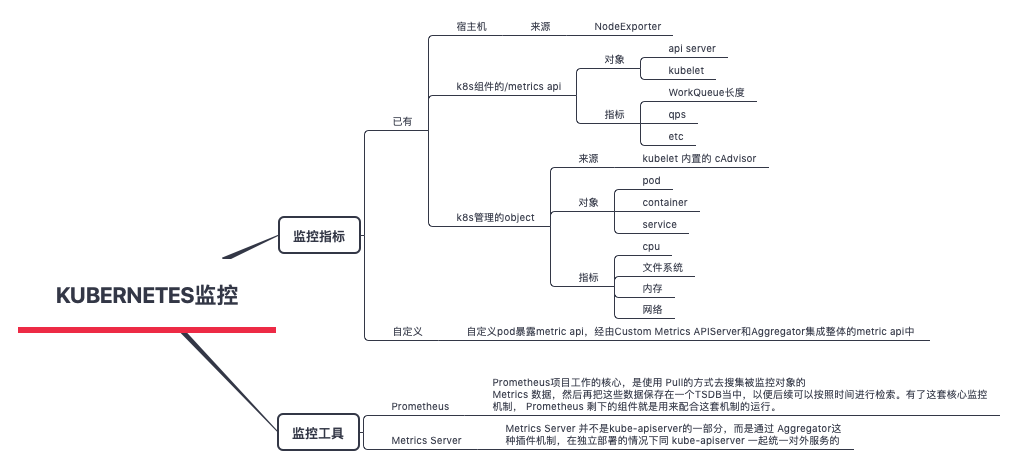 KUBERNETES监控
监控指标
已有
宿主机
来源
NodeExporter
k8s组件的/metrics api
对象
api server
kubelet
指标
WorkQueue长度
qps
etc
k8s管理的object
来源
kubelet 内置的 cAdvisor
对象
pod
container
service
指标
cpu
文件系统
内存
网络
自定义
自定义pod暴露metric api，经由Custom Metrics APIServer和Aggregator集成整体的metric api中
监控工具
Prometheus
Prometheus项目工作的核心，是使用 Pull的方式去搜集被监控对象的
Metrics 数据，然后再把这些数据保存在一个TSDB当中，以便后续可以按照时间进行检索。有了这套核心监控
机制， Prometheus 剩下的组件就是用来配合这套机制的运行。
Metrics Server
Metrics Server 并不是kube-apiserver的一部分，而是通过 Aggregator这
种插件机制，在独立部署的情况下同 kube-apiserver 一起统一对外服务的